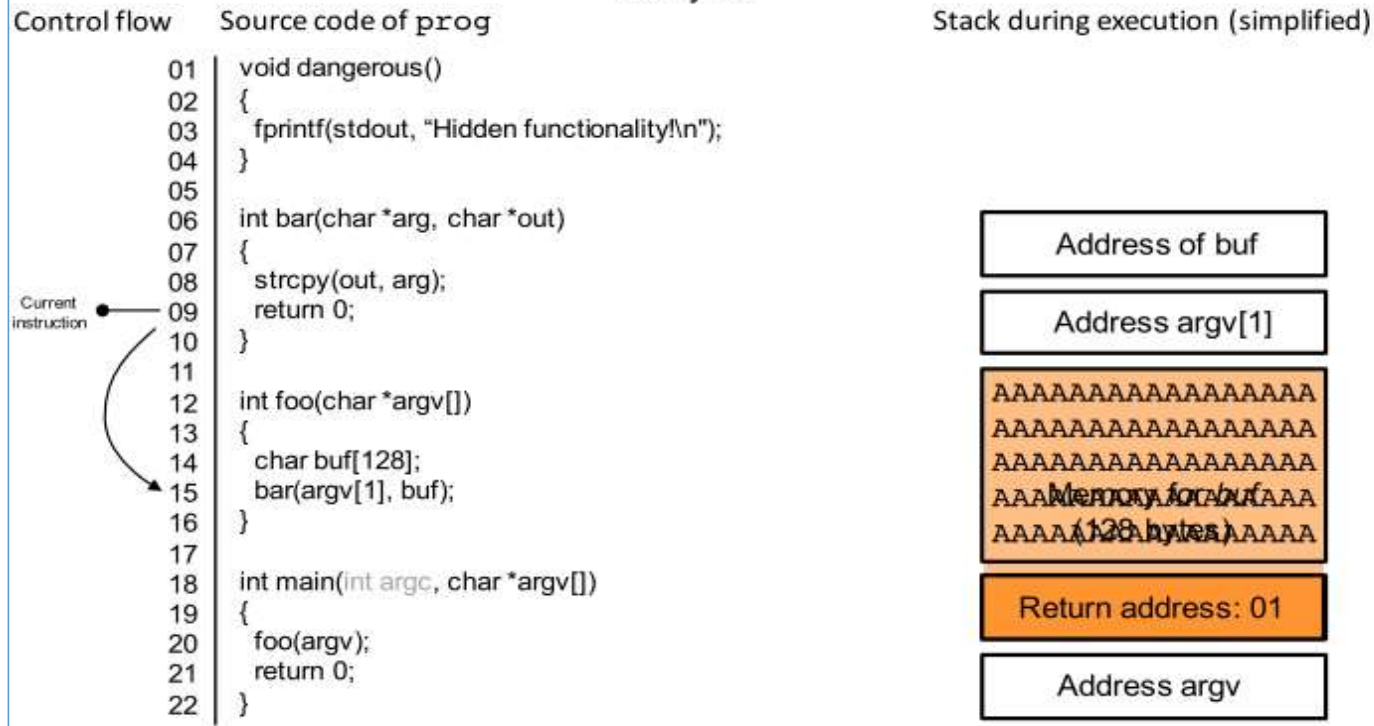 Control flow
Source code of prog
Stack during execution (simplified)
01 void dangerous()
02 {
03 fprintf(stdout, “Hidden functionality!\n");
04 }
05
06 int bar(char *arg, char *out)
07 {
08 strcpy(out, arg);
09 return 0;
10 }
11
12 int foo(char *argv[])
13 {
14 char buf[128];
15 bar(argv[1], buf);
16 }
17
18 int main(int argc, char *argv[])
19 {
20 foo(argv);
21 return 0;
22 }
Current
instruction
Address of buf
Address argv[1]
AAAAAAAAAAAAAAAAA
AAAAAAAAAAAAAAAAA
AAAAAAAAAAAAAAAAA
Memory for buf
(128 bytes)
Return address: 01
Address argv